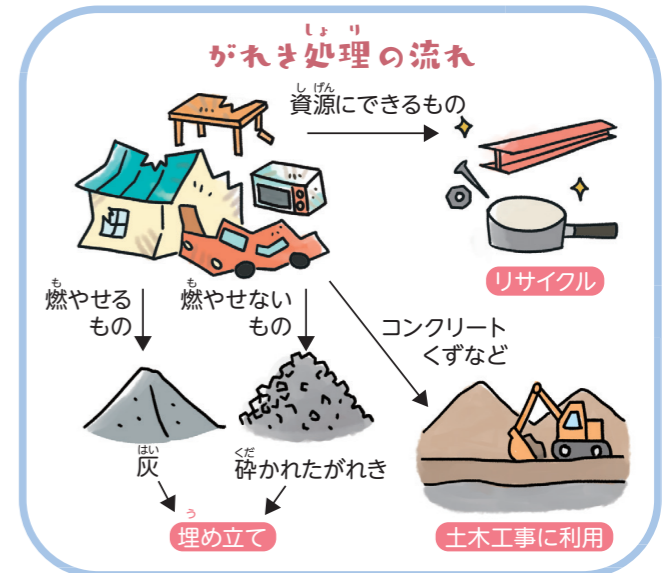 がれき処理の流れ
しょり
資源にできるもの
しげん
リサイクル
燃やせる
も
もの
燃やせない
も
もの
コンクリート
くずなど
灰
はい
砕かれたがれき
くだ
埋め立て
う
土木工事に利用